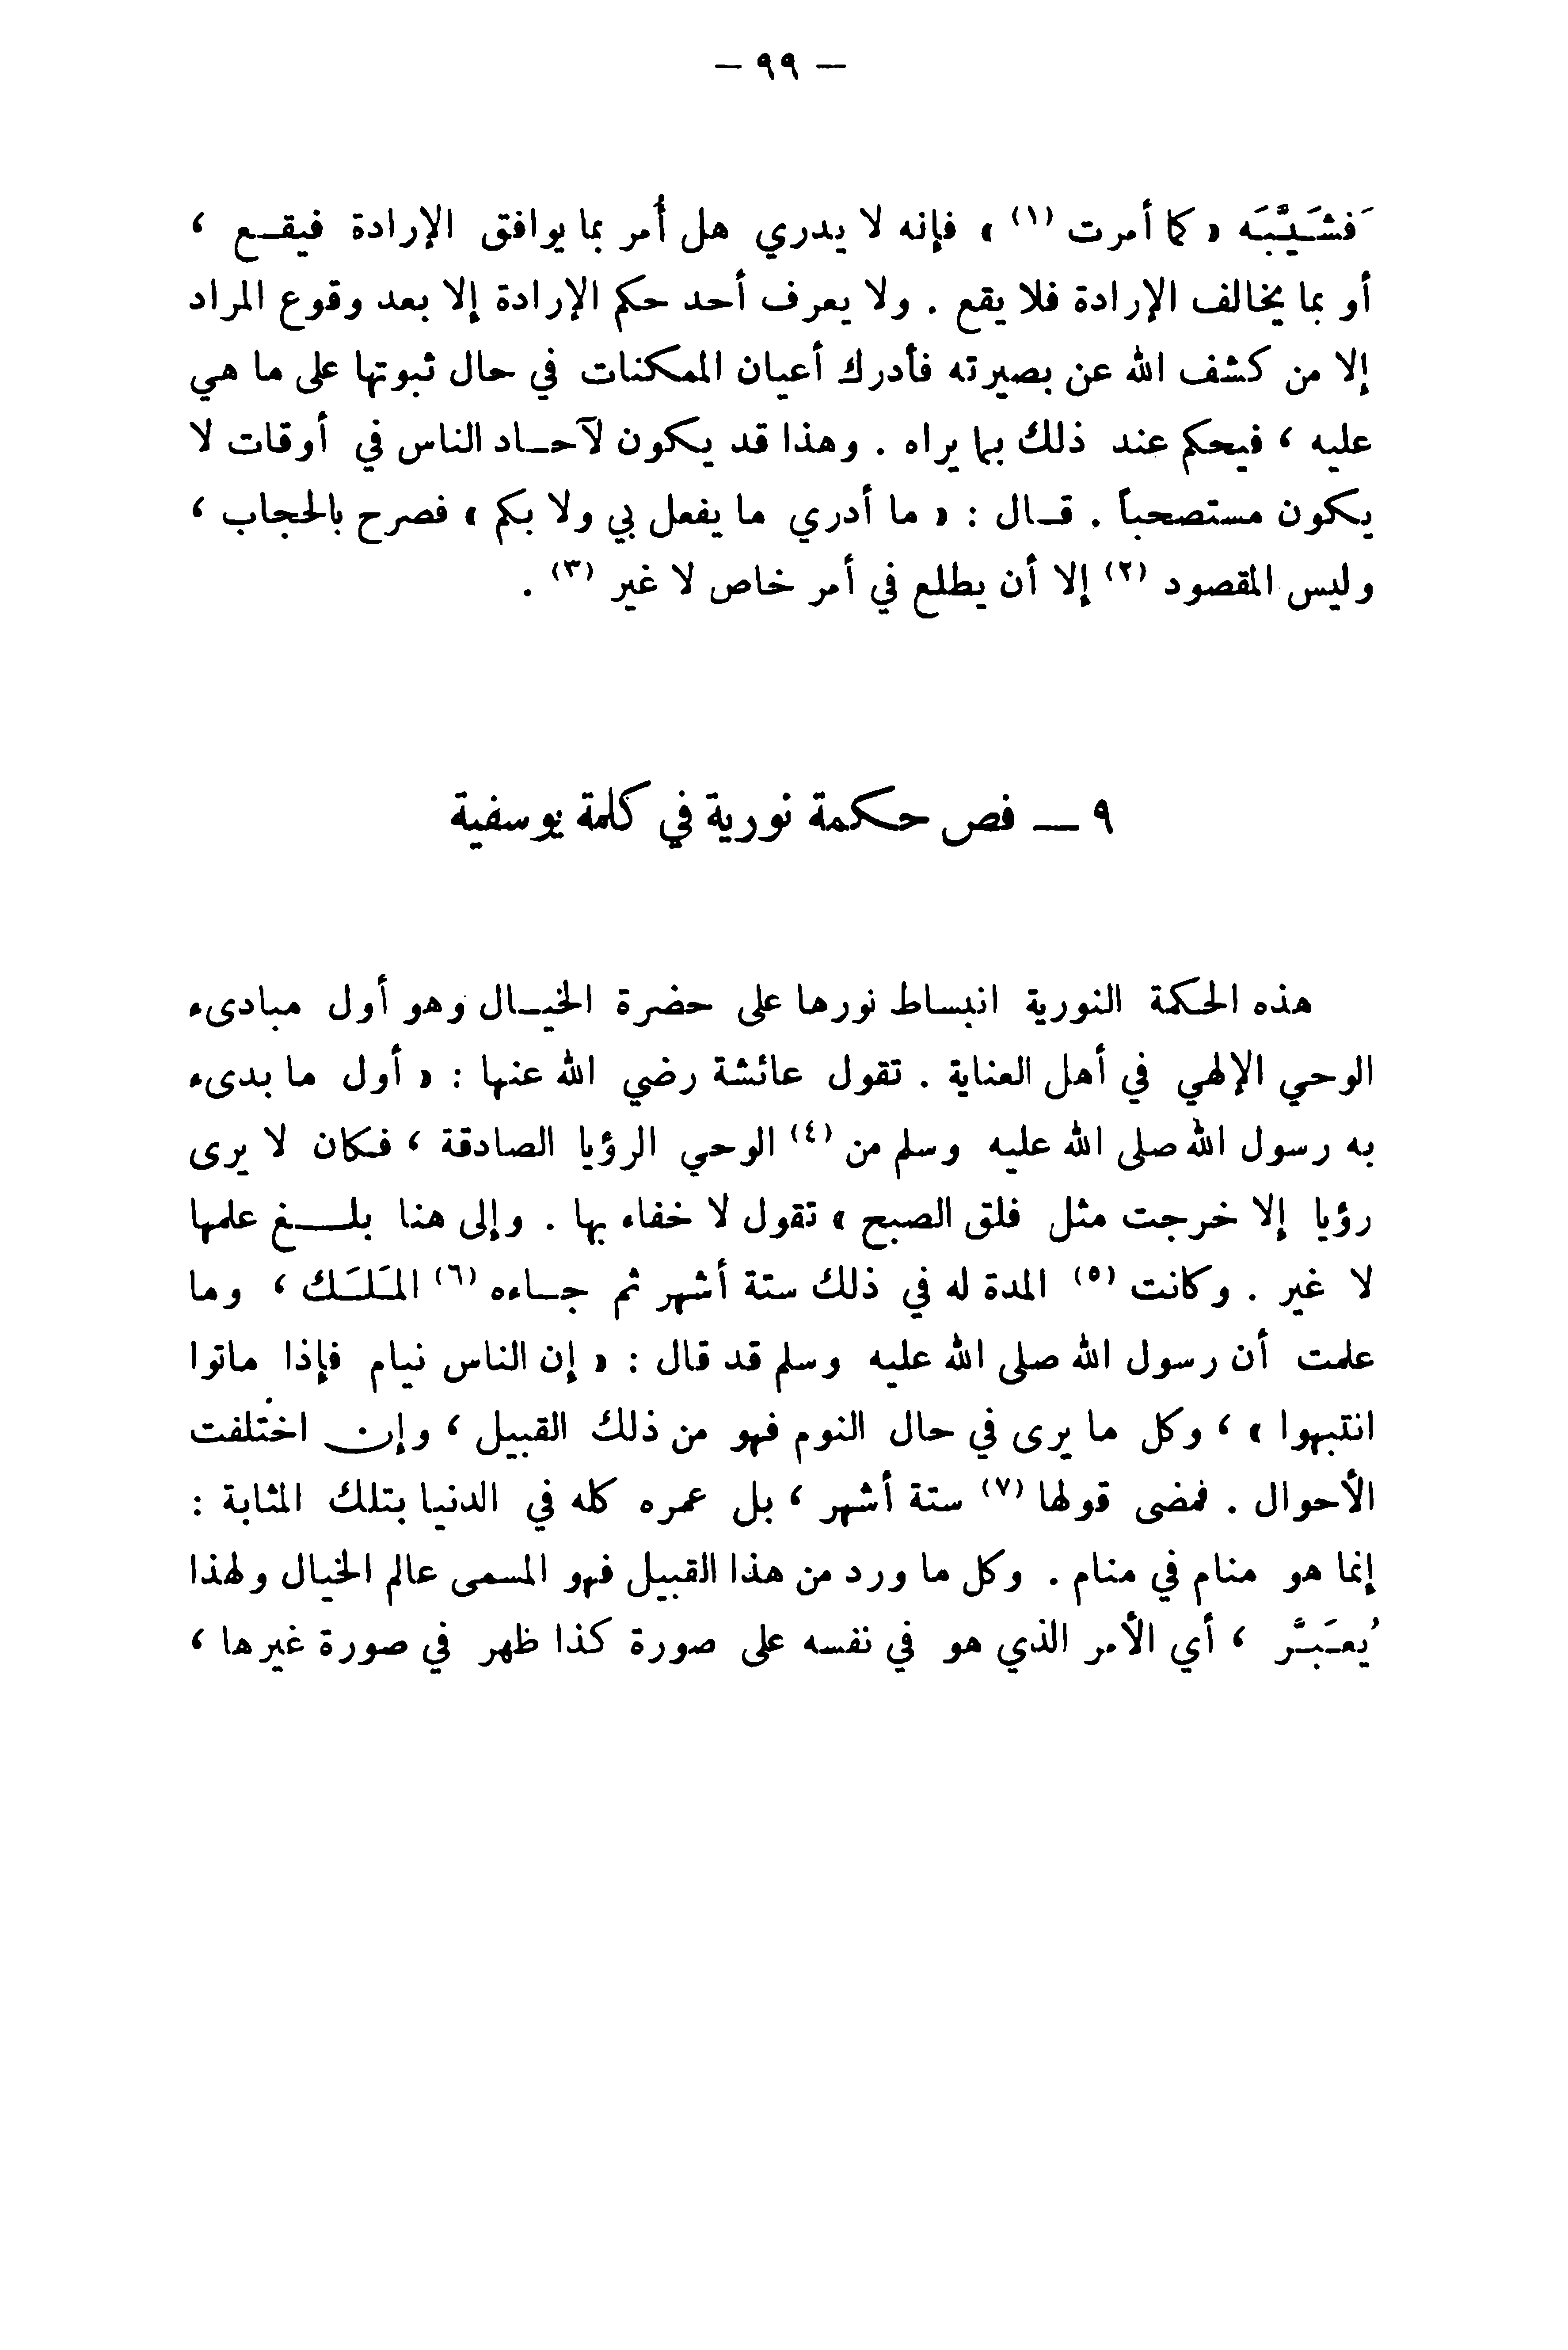 — ٩٩ —
فشَيَّبَه « كما أمرت (١) » فإنه لا يدري هل أُمر بما يوافق الإرادة فيقـع ،
أو بما يخالف الإرادة فلا يقع . ولا يعرف أحد حكم الإرادة إلا بعد وقوع المراد
إلا من كشف الله عن بصيرته فأدرك أعيان الممكنات في حال ثبوتها على ما هي
عليه ، فيحكم عند ذلك بما يراه . وهذا قد يكون لآحـاد الناس في أوقات لا
يكون مستصحباً . قـال : « ما أدري ما يفعل بي ولا بكم » فصرح بالحجاب ،
وليس المقصود (٢) إلا أن يطلع في أمر خاص لا غير (٣) .
٩ — فص حكمة نورية في كلمة يوسفية
هذه الحكمة النورية انبساط نورها على حضرة الخيـال وهو أول مبادىء
الوحي الإلهي في أهل العناية . تقول عائشة رضي الله عنها : « أول ما بدىء
به رسول الله صلى الله عليه وسلم من (٤) الوحي الرؤيا الصادقة ، فكان لا يرى
رؤيا إلا خرجت مثل فلق الصبح » تقول لا خفاء بها . وإلى هنا بلـــغ علمها
لا غير . وكانت (٥) المدة له في ذلك ستة أشهر ثم جـاءه (٦) المَلَـك ، وما
علمت أن رسول الله صلى الله عليه وسلم قد قال : « إن الناس نيام فإذا ماتوا
انتبهوا » ، وكل ما يرى في حال النوم فهو من ذلك القبيل ، وإن اختلفت
الأحوال . فمضى قولها (٧) ستة أشهر ، بل عمره كله في الدنيا بتلك المثابة :
إنما هو منام في منام . وكل ما ورد من هذا القبيل فهو المسمى عالم الخيال ولهذا
يُعـَبَّر ، أي الأمر الذي هو في نفسه على صورة كذا ظهر في صورة غيرها ،